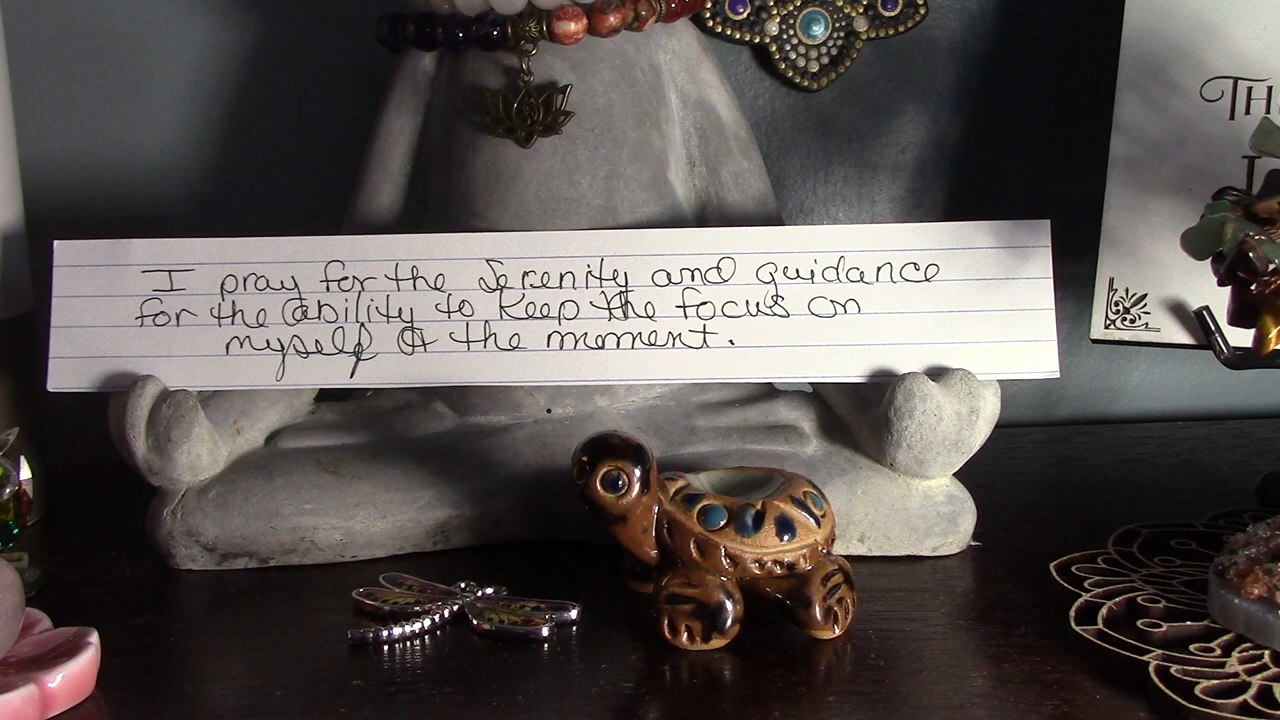 I pray for the Serenity and guidance
for the ability to keep the focus on
myself & the moment.